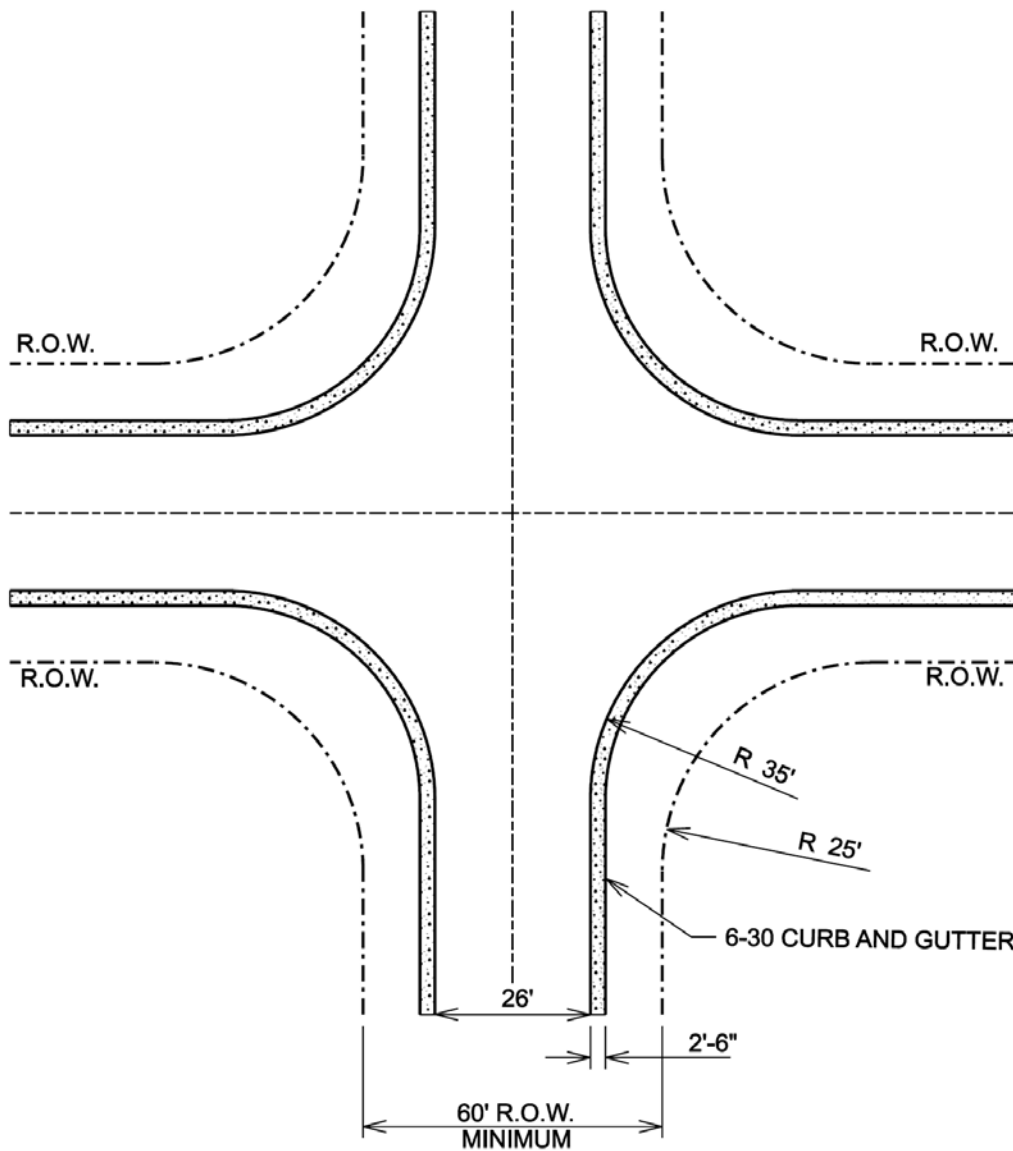 R.O.W.
R.O.W.
R.O.W.
R.O.W.
R 35'
R 25'
6-30 CURB AND GUTTER
26'
2'-6"
60' R.O.W.
MINIMUM